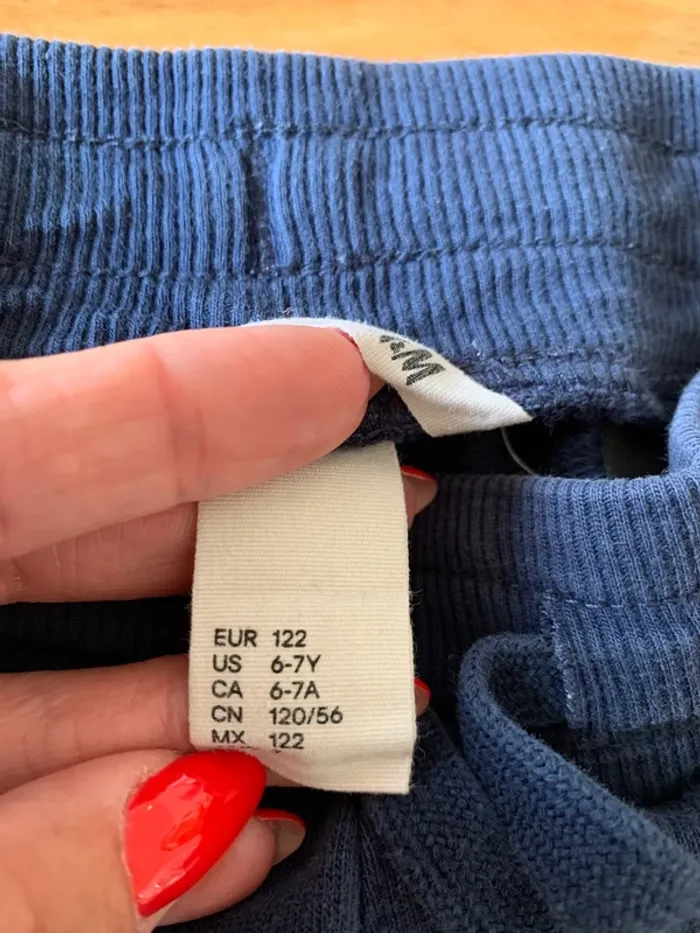 EUR 122
US 6-7Y
CA 6-7A
CN 120/56
MX 122